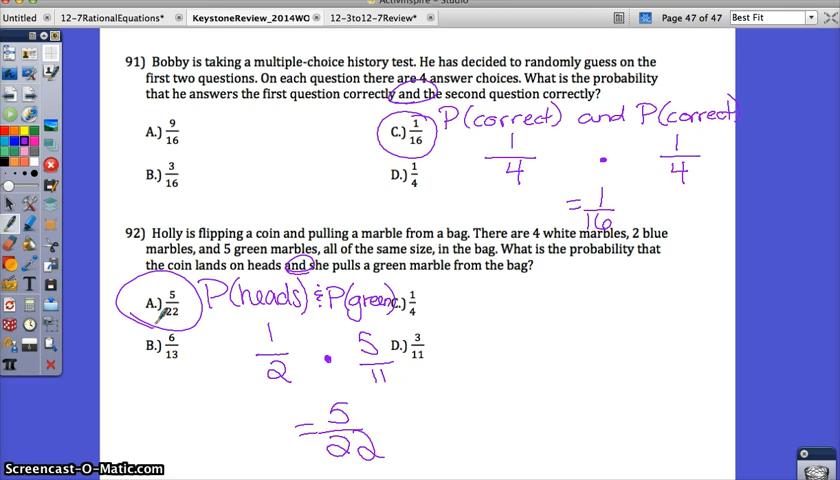 ActivInspire - Studio
Untitled
12-7RationalEquations*
KeystoneReview_2014WO
12-3to12-7Review*
Page 47 of 47
Best Fit
91) Bobby is taking a multiple-choice history test. He has decided to randomly guess on the
first two questions. On each question there are 4 answer choices. What is the probability
that he answers the first question correctly and the second question correctly?
P(correct) and P(correct)
A.) 9/16
C.) 1/16
1/4 · 1/4
B.) 3/16
D.) 1/4
= 1/16
92) Holly is flipping a coin and pulling a marble from a bag. There are 4 white marbles, 2 blue
marbles, and 5 green marbles, all of the same size, in the bag. What is the probability that
the coin lands on heads and she pulls a green marble from the bag?
A.) 5/22
P(heads) & P(green)
C.) 1/4
B.) 6/13
1/2 · 5/11
D.) 3/11
= 5/22
Screencast-O-Matic.com